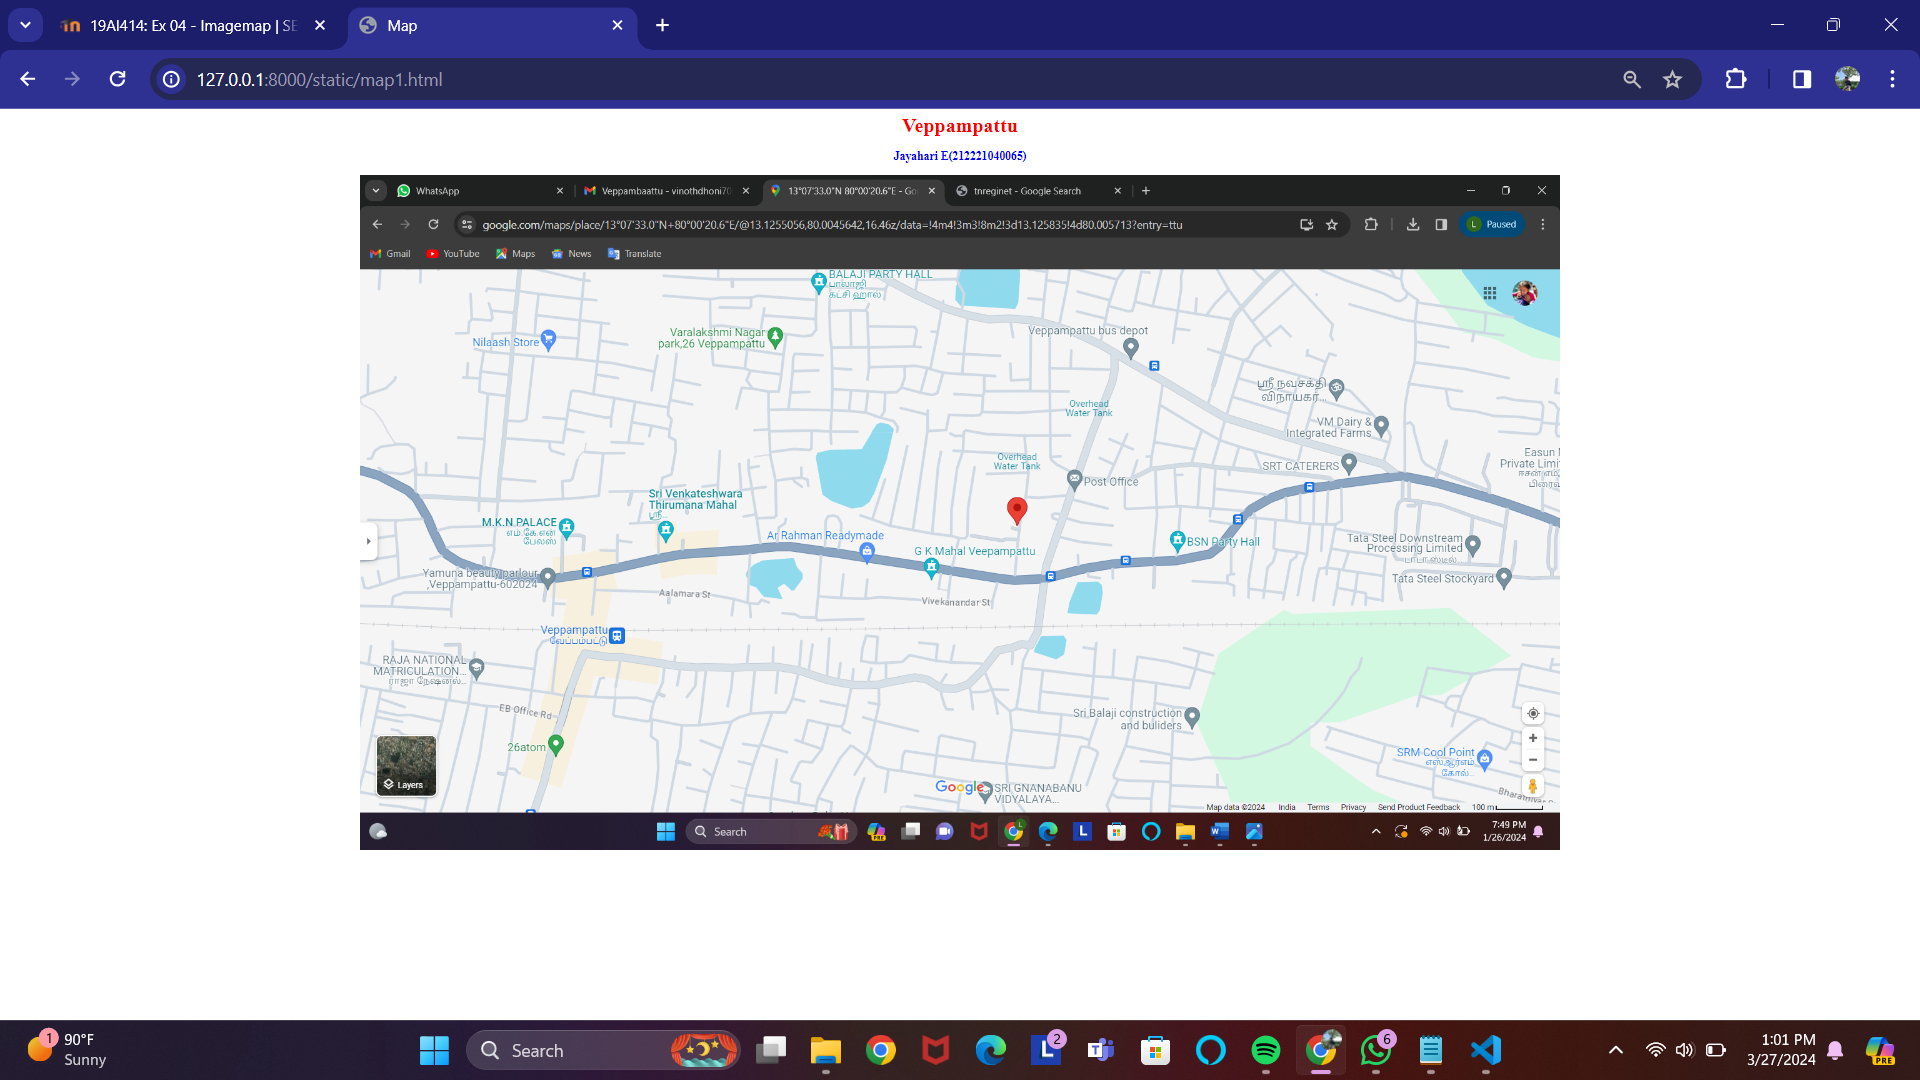 19AI414: Ex 04 - Imagemap | SE
Map
127.0.0.1:8000/static/map1.html
Veppampattu
Jayahari E(212221040065)
WhatsApp
Veppambaattu - vinothdhoni70
13°07'33.0"N 80°00'20.6"E - Go
tnreginet - Google Search
google.com/maps/place/13°07'33.0"N+80°00'20.6"E/@13.1255056,80.0045642,16.46z/data=!4m4!3m3!8m2!3d13.125835!4d80.005713?entry=ttu
L Paused
Gmail
YouTube
Maps
News
Translate
BALAJI PARTY HALL
பாலாஜி
கட்சி ஹால்
Varalakshmi Nagar
park,26 Veppampattu
Nilaash Store
Veppampattu bus depot
Overhead
Water Tank
ஸ்ரீ நவசக்தி
விநாயகர்...
VM Dairy &
Integrated Farms
SRT CATERERS
Easun
Private Limi
Overhead
Water Tank
Post Office
Sri Venkateshwara
Thirumana Mahal
ஸ்ரீ...
M.K.N PALACE
எம்.கே.என்
பேலஸ்
Ar Rahman Readymade
G K Mahal Veepampattu
BSN Party Hall
Tata Steel Downstream
Processing Limited
டாடா ஸ்டீல்
Tata Steel Stockyard
Yamuna beauty parlour
,Veppampattu-602024
Aalamara St
Vivekanandar St
Veppampattu
வேப்பம்பட்டு
RAJA NATIONAL
MATRICULATION...
ராஜா நேஷனல்...
EB Office Rd
26atom
Sri Balaji construction
and buliders
SRM Cool Point
எஸ்ஆர்எம்
கூல்...
Layers
Google
SRI GNANABANU
VIDYALAYA...
Map data ©2024
India
Terms
Privacy
Send Product Feedback
100 m
Search
7:49 PM
1/26/2024
1
90°F
Sunny
Search
2
6
1:01 PM
3/27/2024
PRE